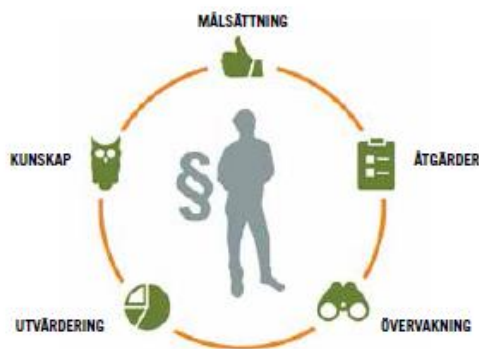 MÅLSÄTTNING
KUNSKAP
ÅTGÄRDER
§
UTVÄRDERING
ÖVERVAKNING